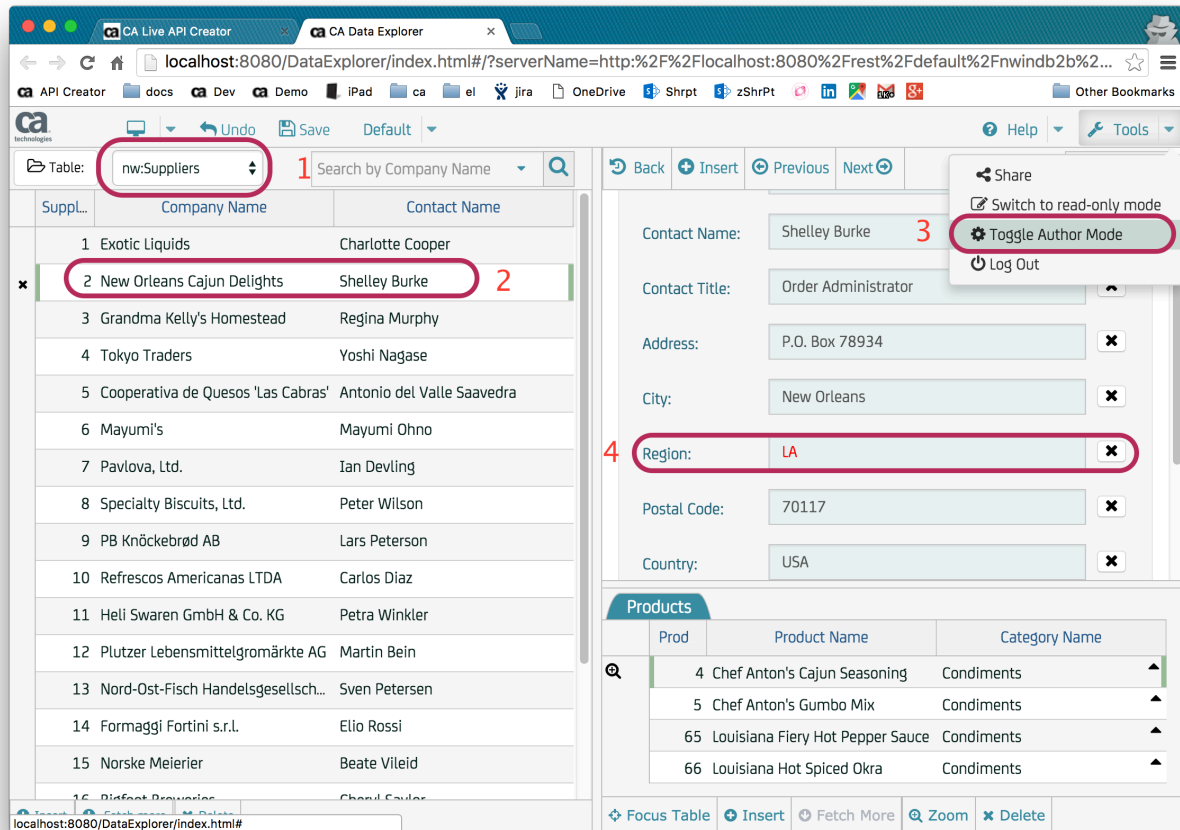 CA Live API Creator
CA Data Explorer
localhost:8080/DataExplorer/index.html#/?serverName=http:%2F%2Flocalhost:8080%2Frest%2Fdefault%2Fnwindb2b%2...
API Creator docs ca Dev ca Demo iPad ca el jira OneDrive Shrpt zShrPt Other Bookmarks
ca technologies
Undo Save Default Help Tools
Table: nw:Suppliers 1 Search by Company Name
Suppl... Company Name Contact Name
1 Exotic Liquids Charlotte Cooper
2 New Orleans Cajun Delights Shelley Burke 2
3 Grandma Kelly's Homestead Regina Murphy
4 Tokyo Traders Yoshi Nagase
5 Cooperativa de Quesos 'Las Cabras' Antonio del Valle Saavedra
6 Mayumi's Mayumi Ohno
7 Pavlova, Ltd. Ian Devling
8 Specialty Biscuits, Ltd. Peter Wilson
9 PB Knöckebrød AB Lars Peterson
10 Refrescos Americanas LTDA Carlos Diaz
11 Heli Swaren GmbH & Co. KG Petra Winkler
12 Plutzer Lebensmittelgromärkte AG Martin Bein
13 Nord-Ost-Fisch Handelsgesellsch... Sven Petersen
14 Formaggi Fortini s.r.l. Elio Rossi
15 Norske Meierier Beate Vileid
16 Bigfoot Breweries Cheryl Saylor
Insert Fetch more Delete
localhost:8080/DataExplorer/index.html#
Back Insert Previous Next
Share
Switch to read-only mode
3 Toggle Author Mode
Log Out
Contact Name: Shelley Burke
Contact Title: Order Administrator
Address: P.O. Box 78934
City: New Orleans
4 Region: LA
Postal Code: 70117
Country: USA
Products
Prod Product Name Category Name
4 Chef Anton's Cajun Seasoning Condiments
5 Chef Anton's Gumbo Mix Condiments
65 Louisiana Fiery Hot Pepper Sauce Condiments
66 Louisiana Hot Spiced Okra Condiments
Focus Table Insert Fetch More Zoom Delete